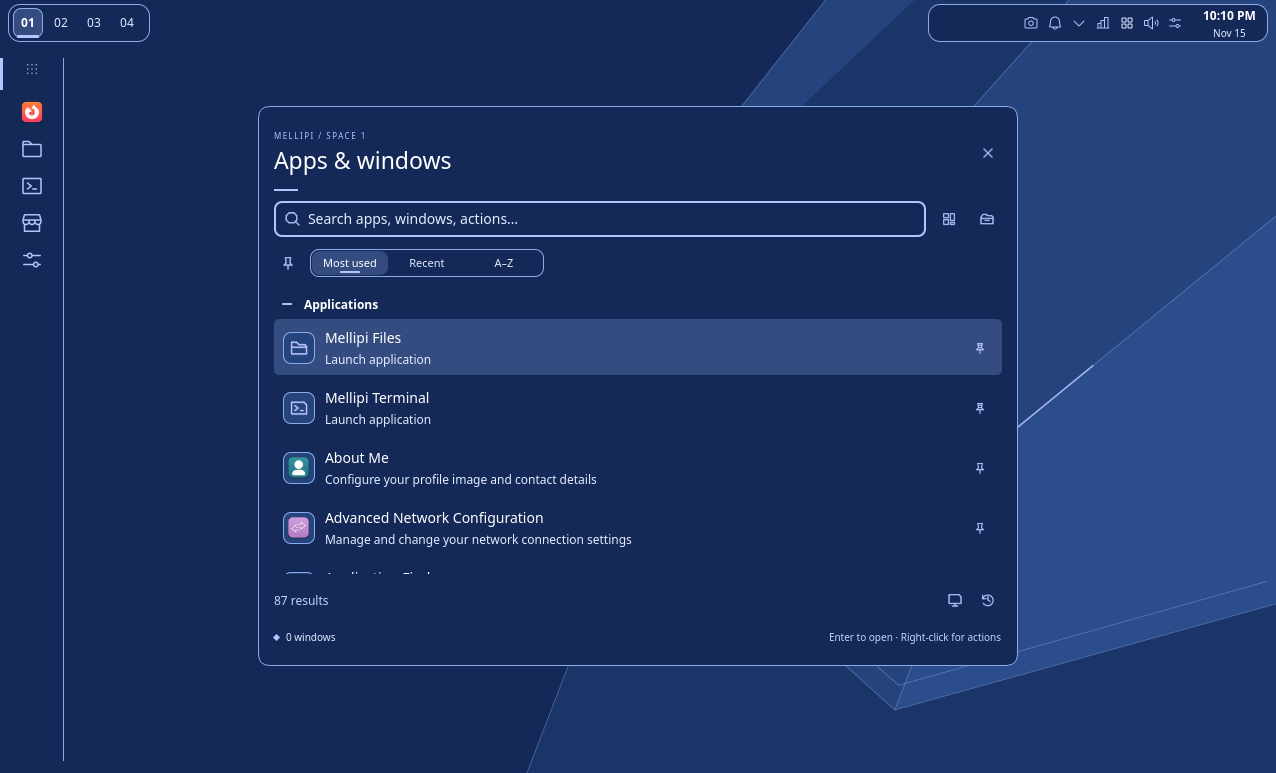 01 02 03 04
10:10 PM
Nov 15
MELLIPI / SPACE 1
Apps & windows
Search apps, windows, actions...
Most used Recent A–Z
Applications
Mellipi Files
Launch application
Mellipi Terminal
Launch application
About Me
Configure your profile image and contact details
Advanced Network Configuration
Manage and change your network connection settings
87 results
0 windows
Enter to open · Right-click for actions